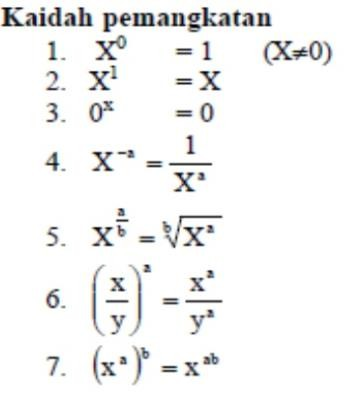 Kaidah pemangkatan
1. X⁰ = 1 (X≠0)
2. X¹ = X
3. 0ˣ = 0
4. X⁻ᵃ = 1/Xᵃ
5. X^(a/b) = ᵇ√Xᵃ
6. (x/y)ᵃ = xᵃ/yᵃ
7. (xᵃ)ᵇ = xᵃᵇ